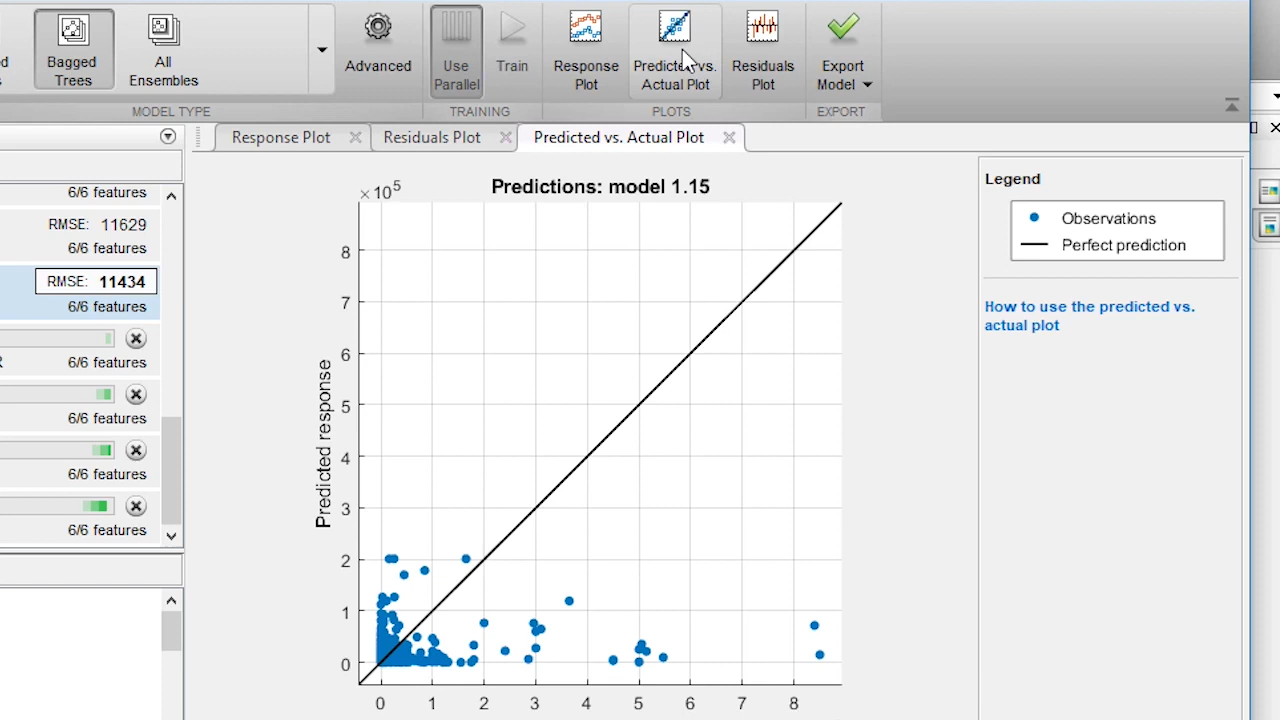 Bagged
Trees
All
Ensembles
Advanced
Use
Parallel
Train
Response
Plot
Predicted vs.
Actual Plot
Residuals
Plot
Export
Model
MODEL TYPE
TRAINING
PLOTS
EXPORT
Response Plot
Residuals Plot
Predicted vs. Actual Plot
6/6 features
RMSE: 11629
6/6 features
RMSE: 11434
6/6 features
6/6 features
6/6 features
6/6 features
6/6 features
×10^5
Predictions: model 1.15
8
7
6
5
4
3
2
1
0
Predicted response
0 1 2 3 4 5 6 7 8
Legend
Observations
Perfect prediction
How to use the predicted vs.
actual plot